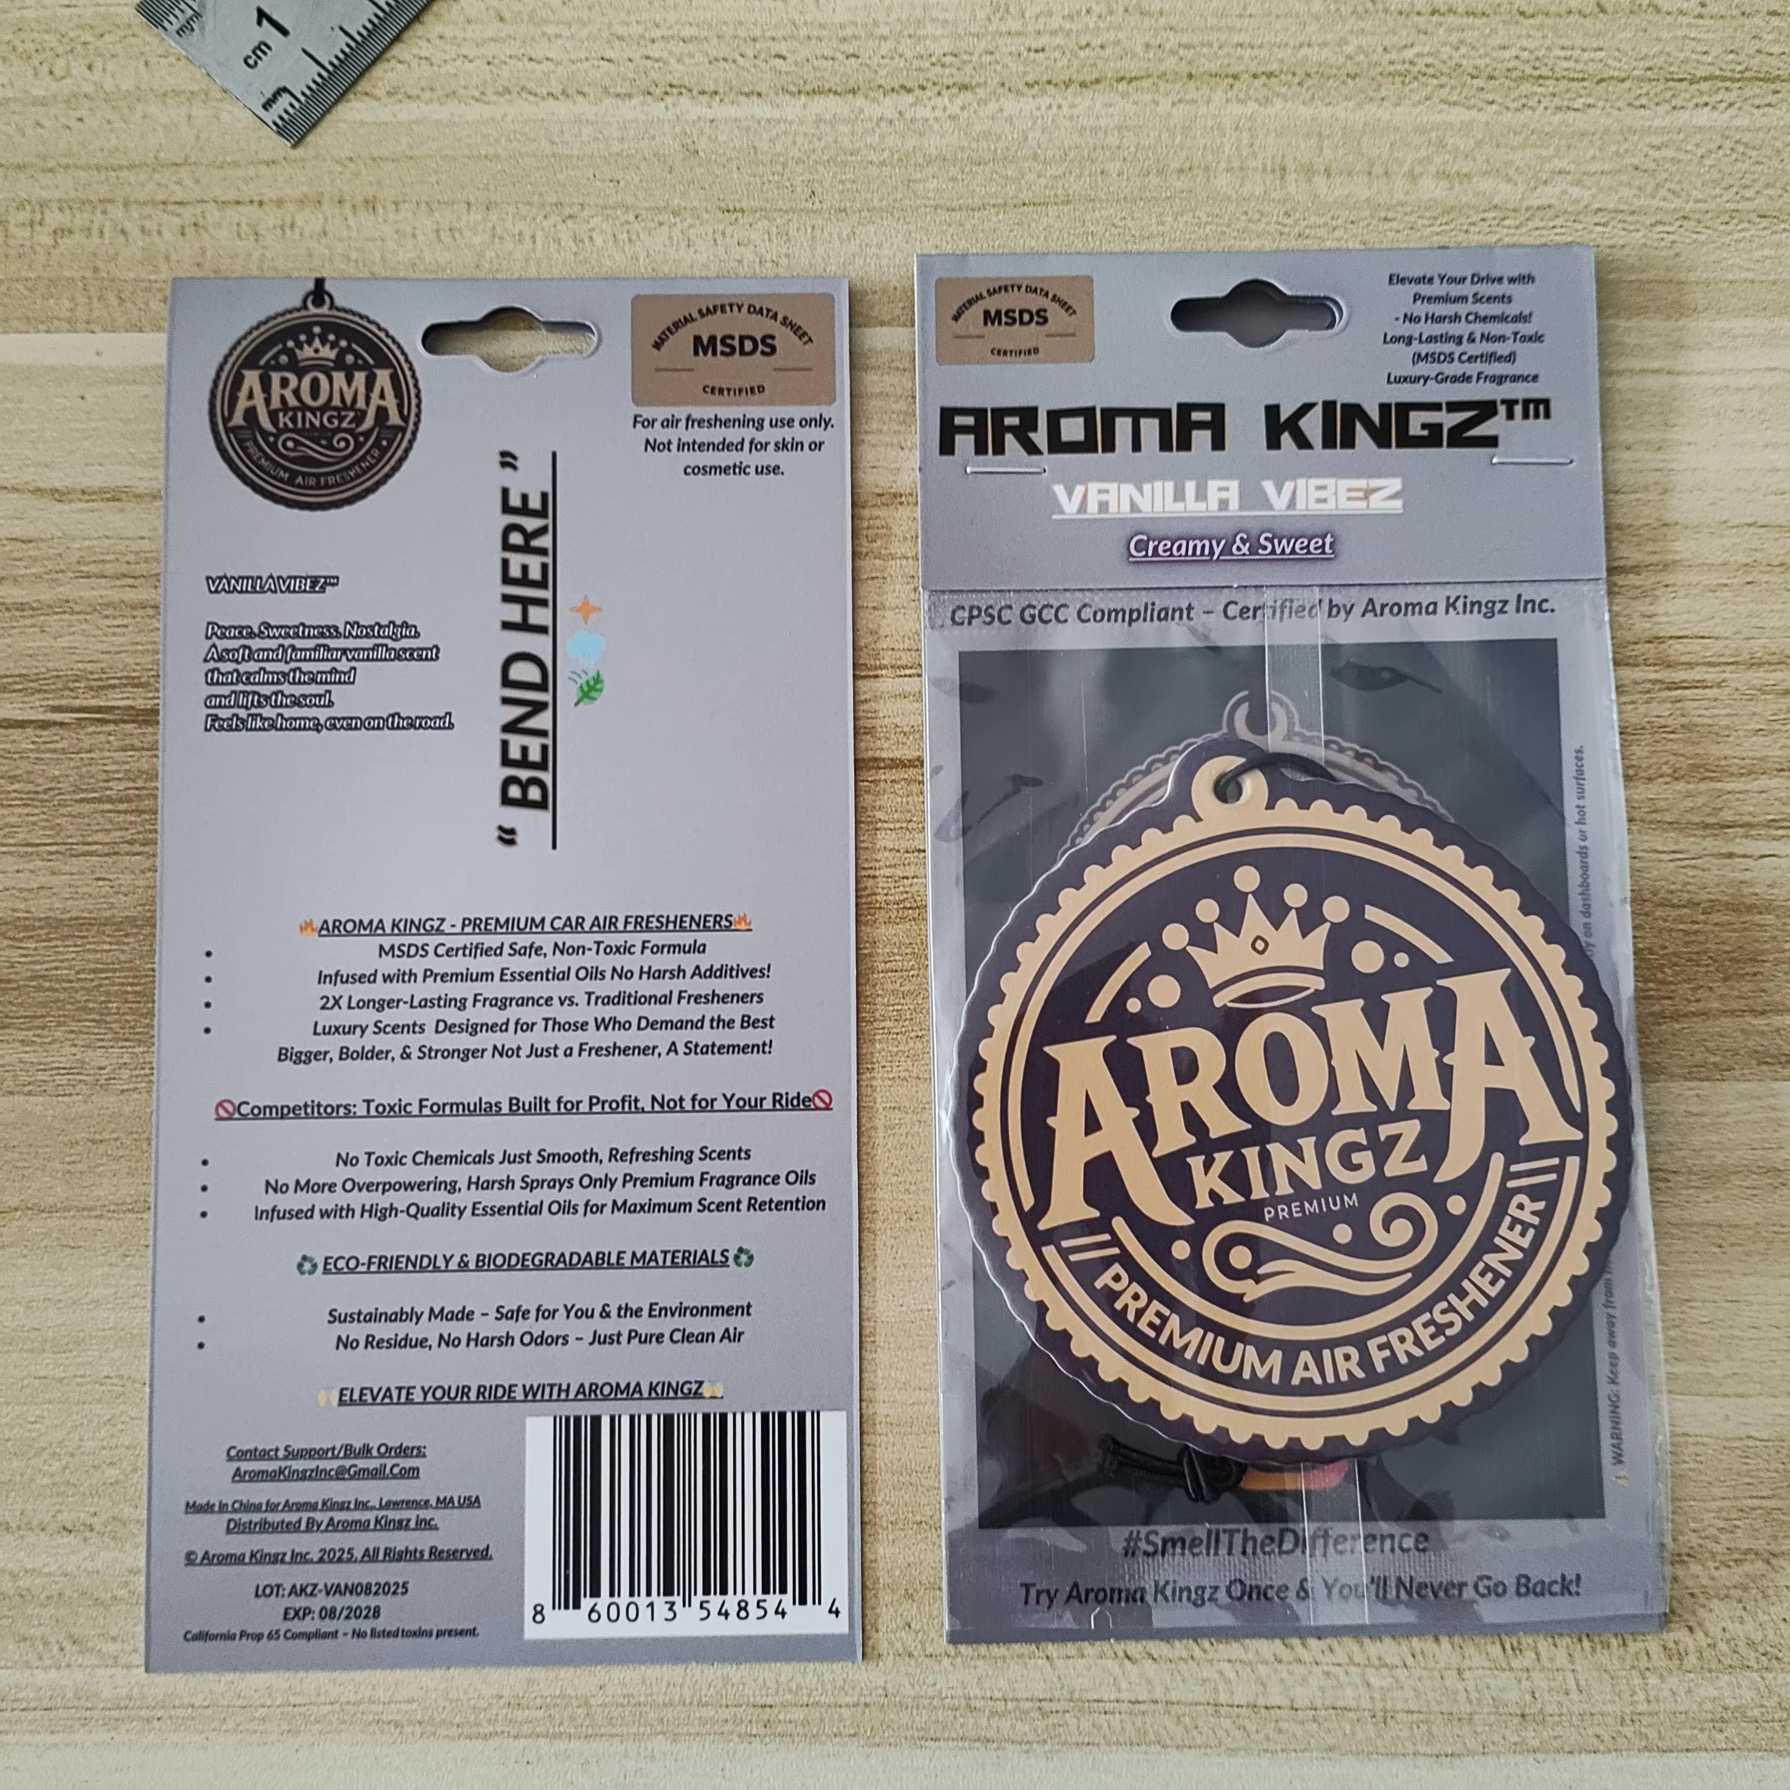 cm 1
mm
mm
AROMA
KINGZ
PREMIUM AIR FRESHENER
MATERIAL SAFETY DATA SHEET
MSDS
CERTIFIED
For air freshening use only.
Not intended for skin or
cosmetic use.
VANILLA VIBEZ™
Peace. Sweetness. Nostalgia.
A soft and familiar vanilla scent
that calms the mind
and lifts the soul.
Feels like home, even on the road.
“ BEND HERE ”
🔥AROMA KINGZ - PREMIUM CAR AIR FRESHENERS🔥
• MSDS Certified Safe, Non-Toxic Formula
• Infused with Premium Essential Oils No Harsh Additives!
• 2X Longer-Lasting Fragrance vs. Traditional Fresheners
• Luxury Scents Designed for Those Who Demand the Best
Bigger, Bolder, & Stronger Not Just a Freshener, A Statement!
🚫Competitors: Toxic Formulas Built for Profit, Not for Your Ride🚫
• No Toxic Chemicals Just Smooth, Refreshing Scents
• No More Overpowering, Harsh Sprays Only Premium Fragrance Oils
• Infused with High-Quality Essential Oils for Maximum Scent Retention
♻ ECO-FRIENDLY & BIODEGRADABLE MATERIALS ♻
• Sustainably Made – Safe for You & the Environment
• No Residue, No Harsh Odors – Just Pure Clean Air
🙌ELEVATE YOUR RIDE WITH AROMA KINGZ🙌
Contact Support/Bulk Orders:
AromaKingzInc@Gmail.Com
Made In China for Aroma Kingz Inc., Lawrence, MA USA
Distributed By Aroma Kingz Inc.
© Aroma Kingz Inc. 2025. All Rights Reserved.
LOT: AKZ-VAN082025
EXP: 08/2028
California Prop 65 Compliant – No listed toxins present.
8 60013 54854 4
MATERIAL SAFETY DATA SHEET
MSDS
CERTIFIED
Elevate Your Drive with
Premium Scents
- No Harsh Chemicals!
Long-Lasting & Non-Toxic
(MSDS Certified)
Luxury-Grade Fragrance
AROMA KINGZ™
VANILLA VIBEZ
Creamy & Sweet
CPSC GCC Compliant – Certified by Aroma Kingz Inc.
AROMA
KINGZ
PREMIUM
PREMIUM AIR FRESHENER
WARNING: Keep away from
on dashboards or hot surfaces.
#SmellTheDifference
Try Aroma Kingz Once & You'll Never Go Back!